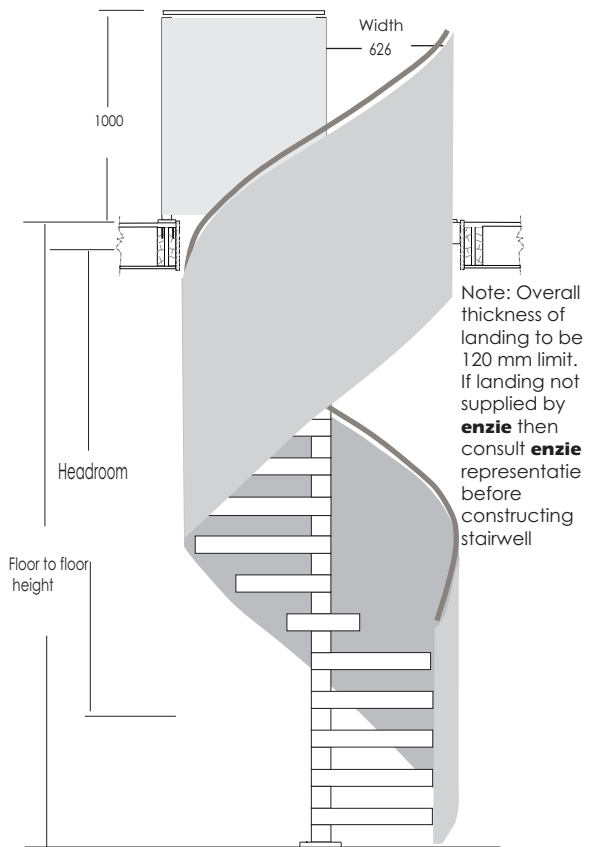 Width
626
1000
Note: Overall
thickness of
landing to be
120 mm limit.
If landing not
supplied by
enzie then
consult enzie
representatie
before
constructing
stairwell
Headroom
Floor to floor
height